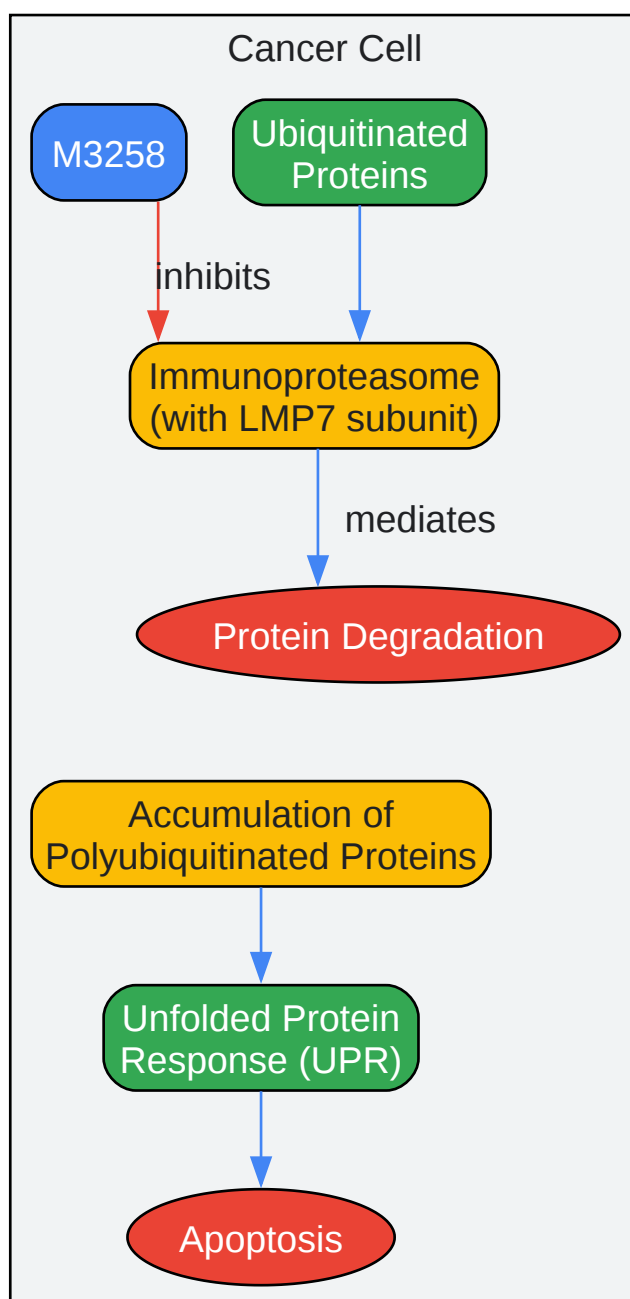 Cancer Cell
M3258
Ubiquitinated
Proteins
inhibits
Immunoproteasome
(with LMP7 subunit)
mediates
Protein Degradation
Accumulation of
Polyubiquitinated Proteins
Unfolded Protein
Response (UPR)
Apoptosis